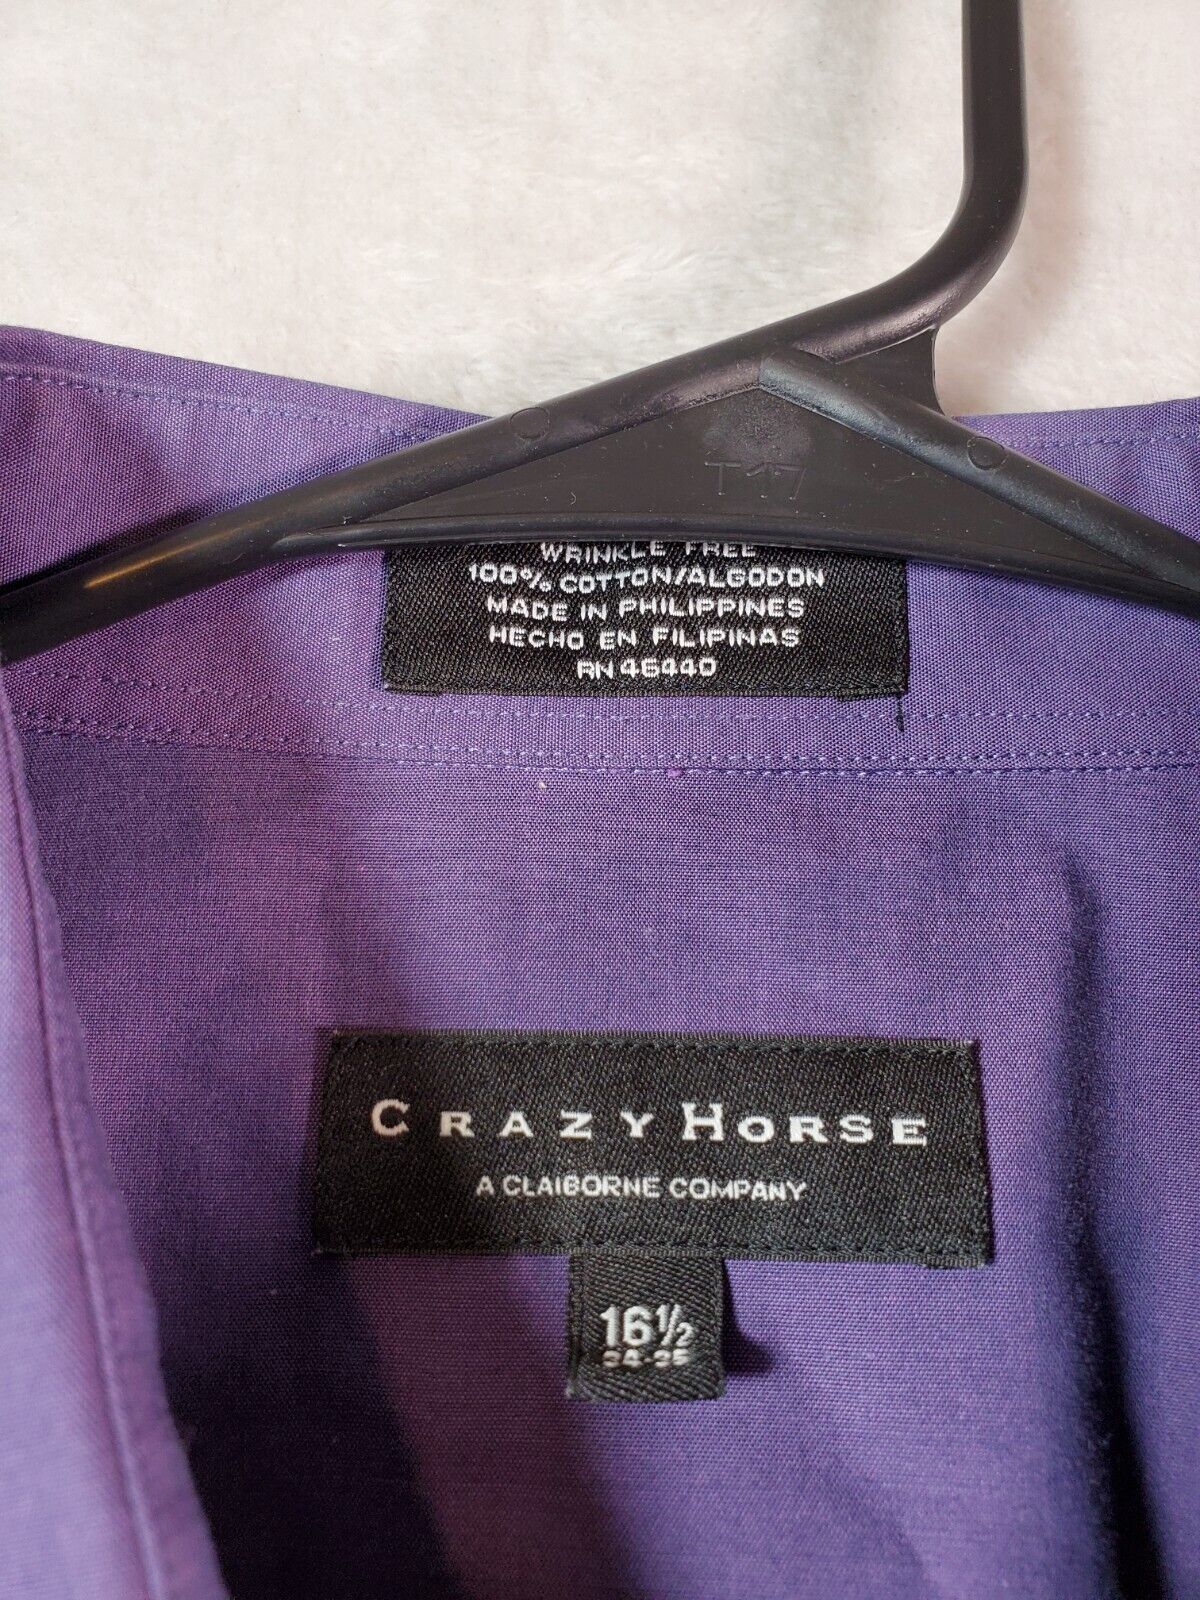 T17
WRINKLE FREE
100% COTTON/ALGODON
MADE IN PHILIPPINES
HECHO EN FILIPINAS
RN 46440
CRAZY HORSE
A CLAIBORNE COMPANY
16½
34-35